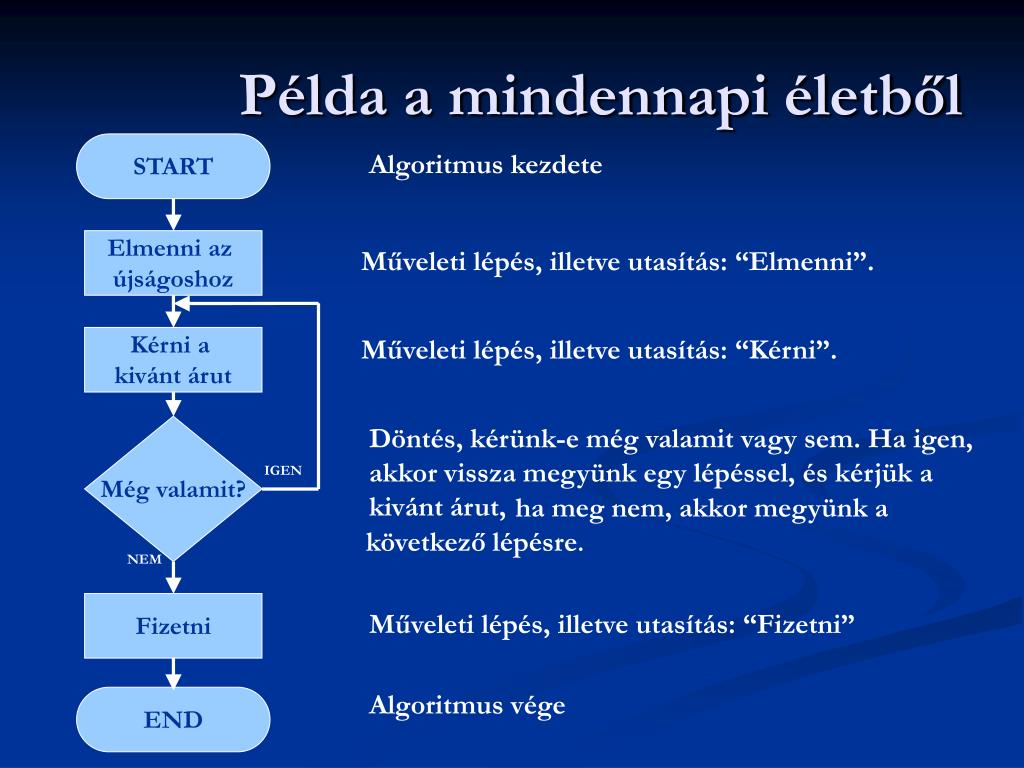 Példa a mindennapi életből
START
Algoritmus kezdete
Elmenni az
újságoshoz
Műveleti lépés, illetve utasítás: “Elmenni”.
Kérni a
kivánt árut
Műveleti lépés, illetve utasítás: “Kérni”.
Még valamit?
IGEN
NEM
Döntés, kérünk-e még valamit vagy sem. Ha igen,
akkor vissza megyünk egy lépéssel, és kérjük a
kivánt árut, ha meg nem, akkor megyünk a
következő lépésre.
Fizetni
Műveleti lépés, illetve utasítás: “Fizetni”
END
Algoritmus vége